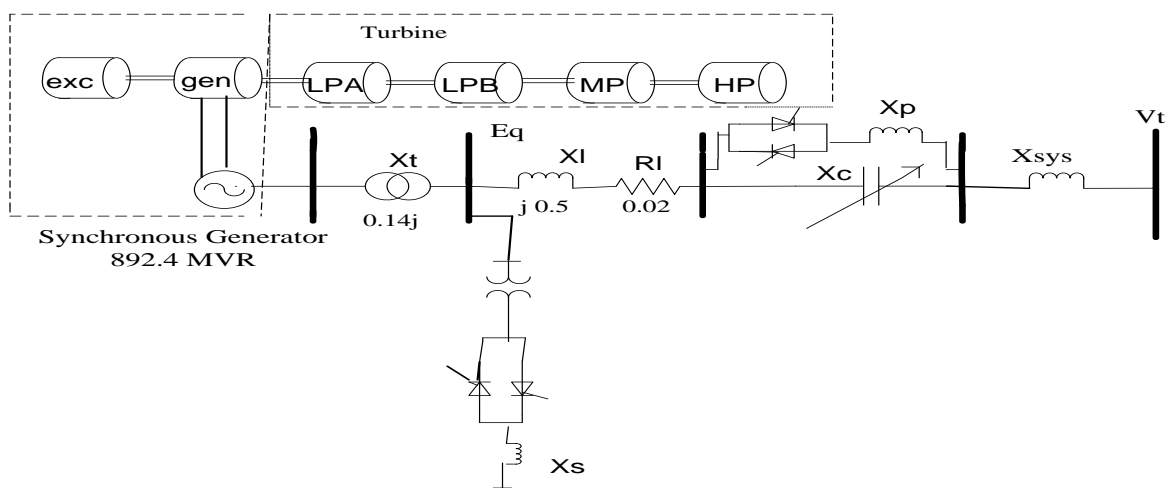 Turbine
exc
gen
LPA
LPB
MP
HP
Xp
Vt
Eq
Xt
Xl
Rl
Xc
Xsys
0.14j
j 0.5
0.02
Synchronous Generator
892.4 MVR
Xs